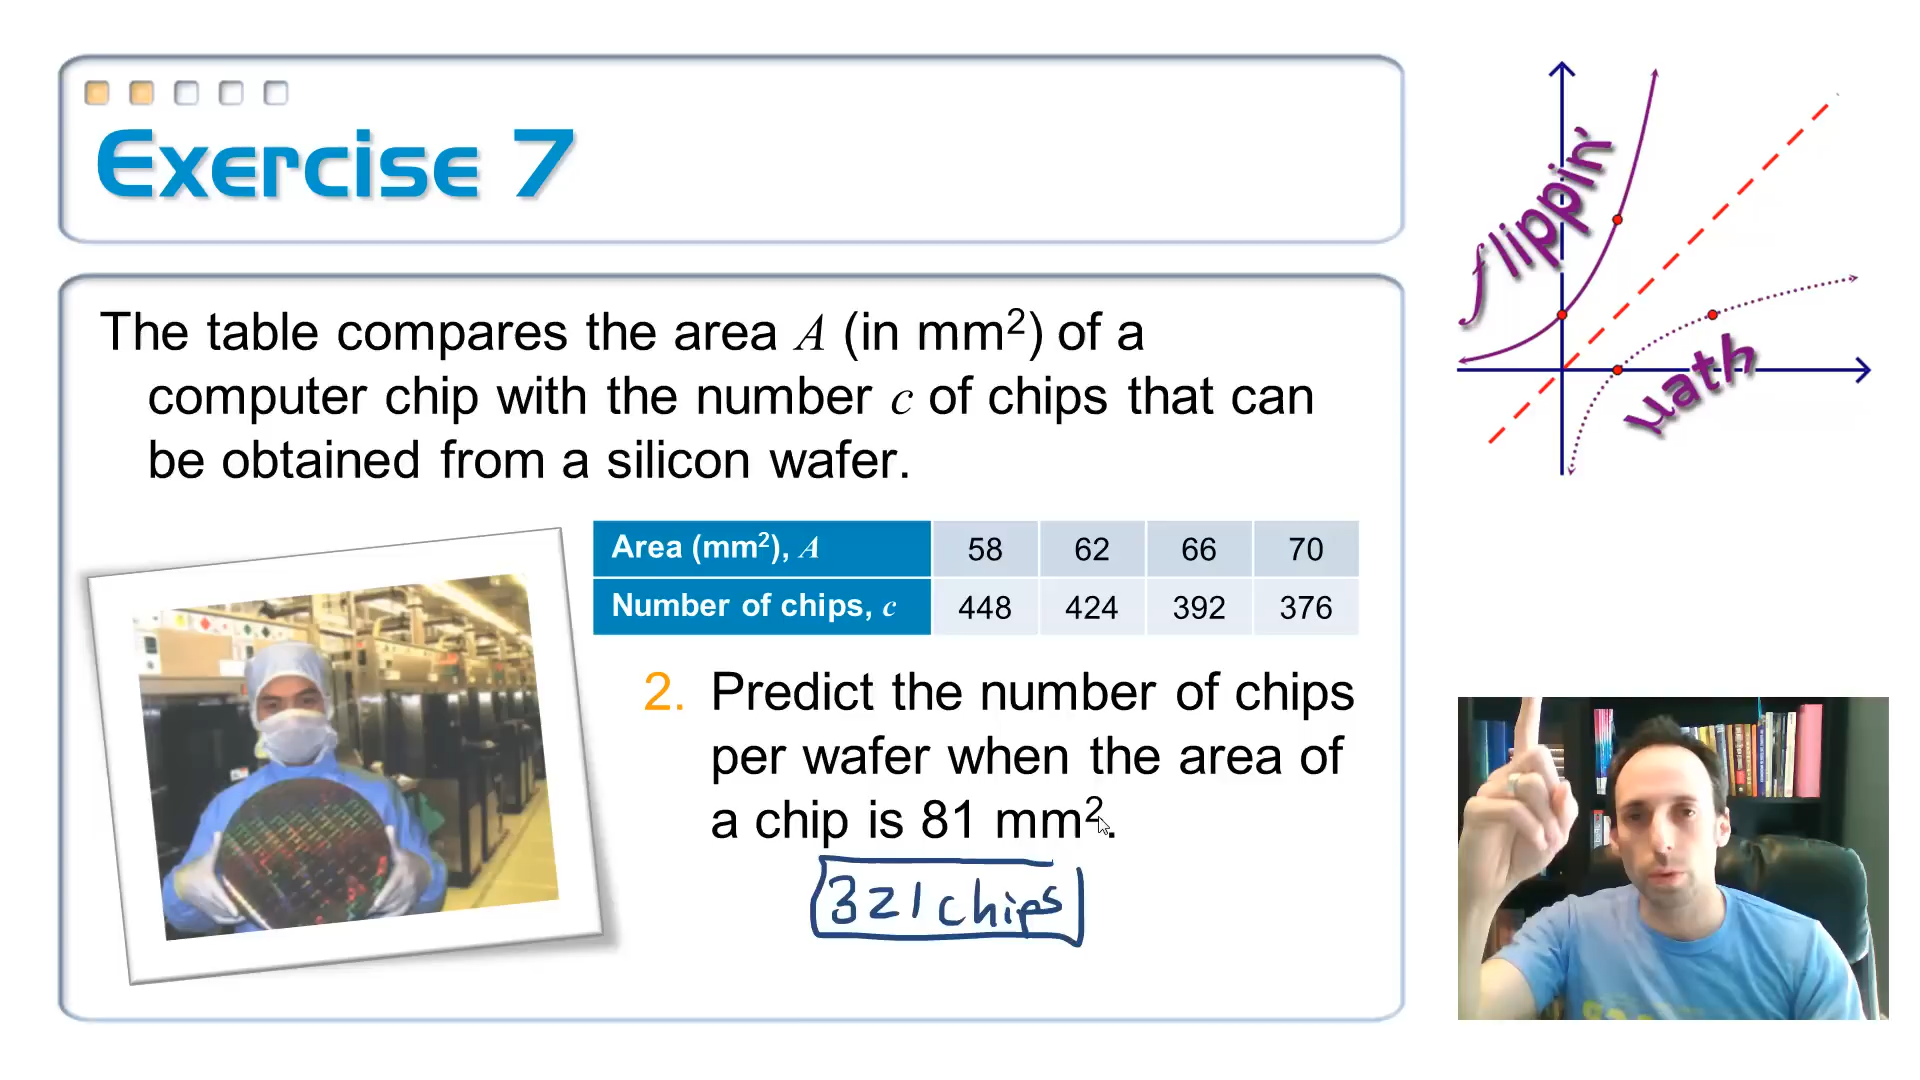 Exercise 7
The table compares the area A (in mm²) of a
computer chip with the number c of chips that can
be obtained from a silicon wafer.
Area (mm²), A 58 62 66 70
Number of chips, c 448 424 392 376
2. Predict the number of chips
per wafer when the area of
a chip is 81 mm².
321 chips
flippin'
math